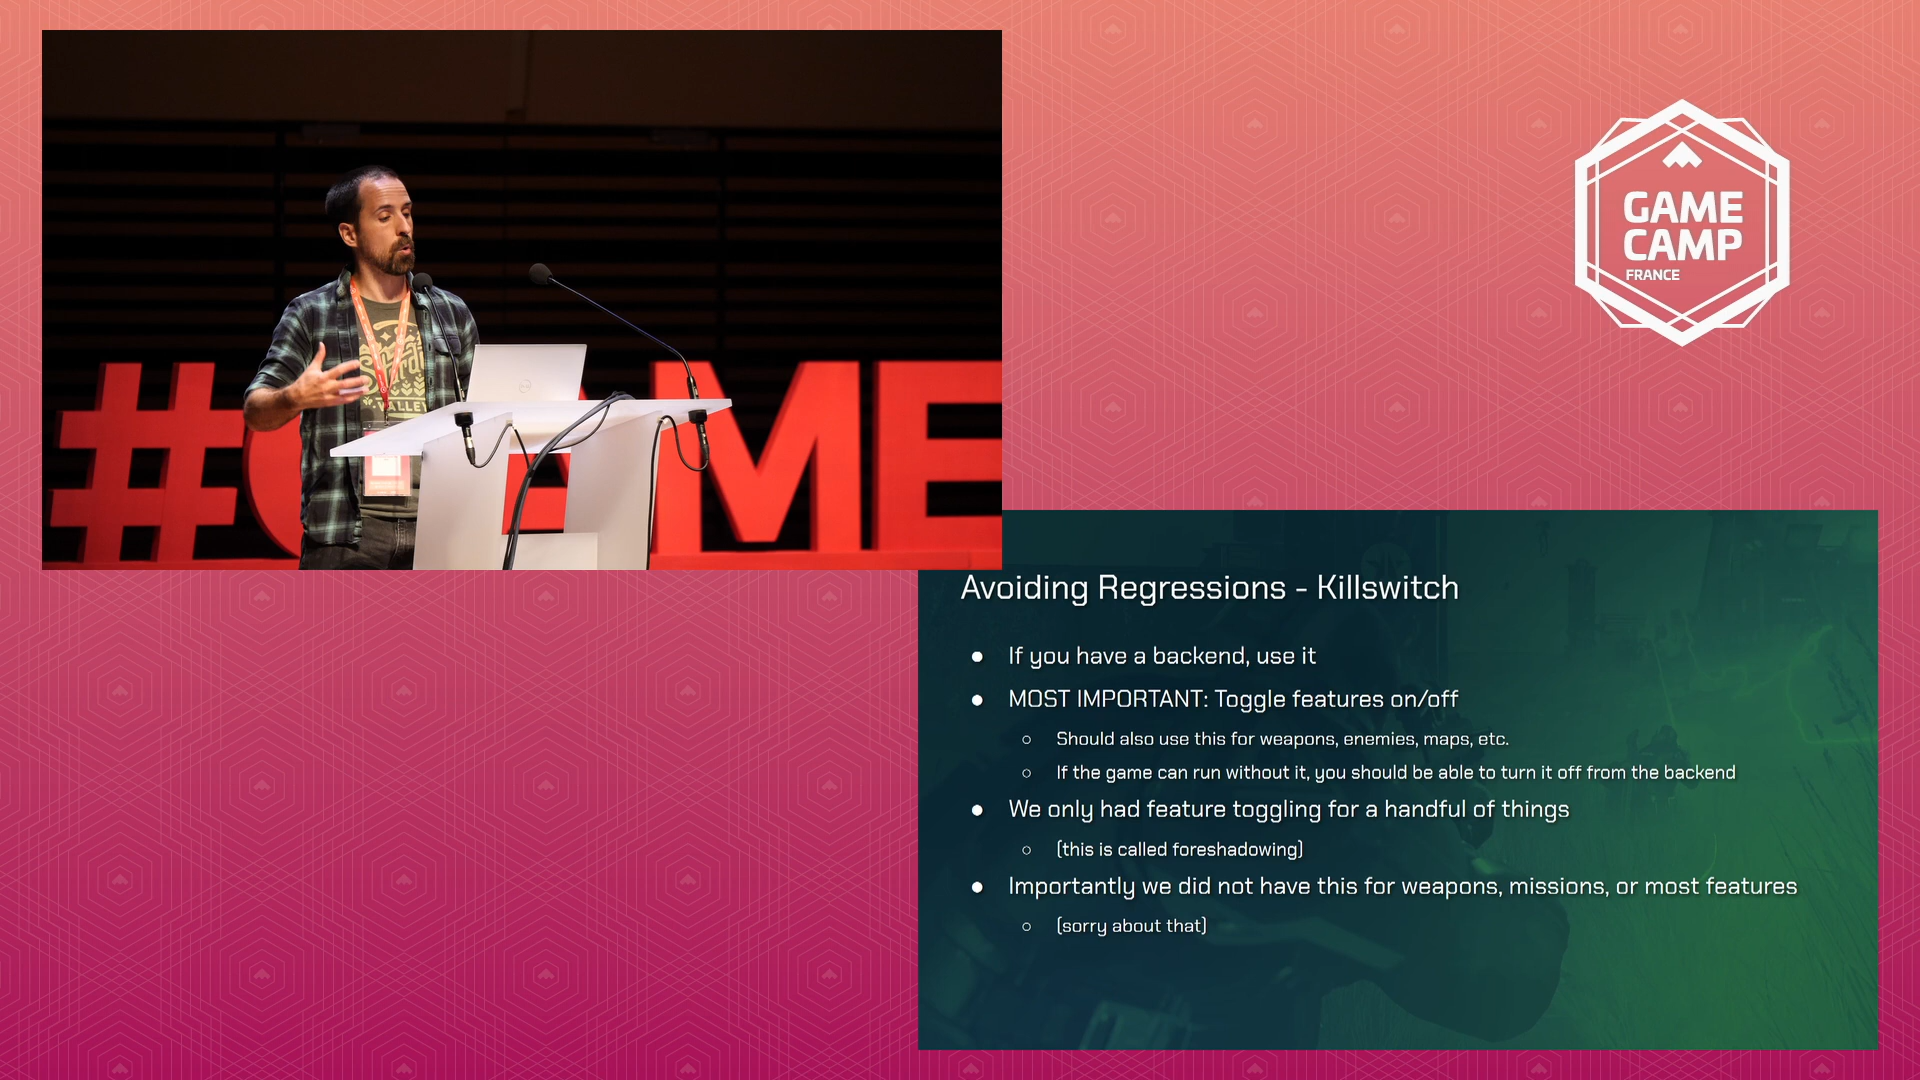 GAME
CAMP
FRANCE
#GAME
VALLEY
Avoiding Regressions - Killswitch
● If you have a backend, use it
● MOST IMPORTANT: Toggle features on/off
○ Should also use this for weapons, enemies, maps, etc.
○ If the game can run without it, you should be able to turn it off from the backend
● We only had feature toggling for a handful of things
○ (this is called foreshadowing)
● Importantly we did not have this for weapons, missions, or most features
○ (sorry about that)